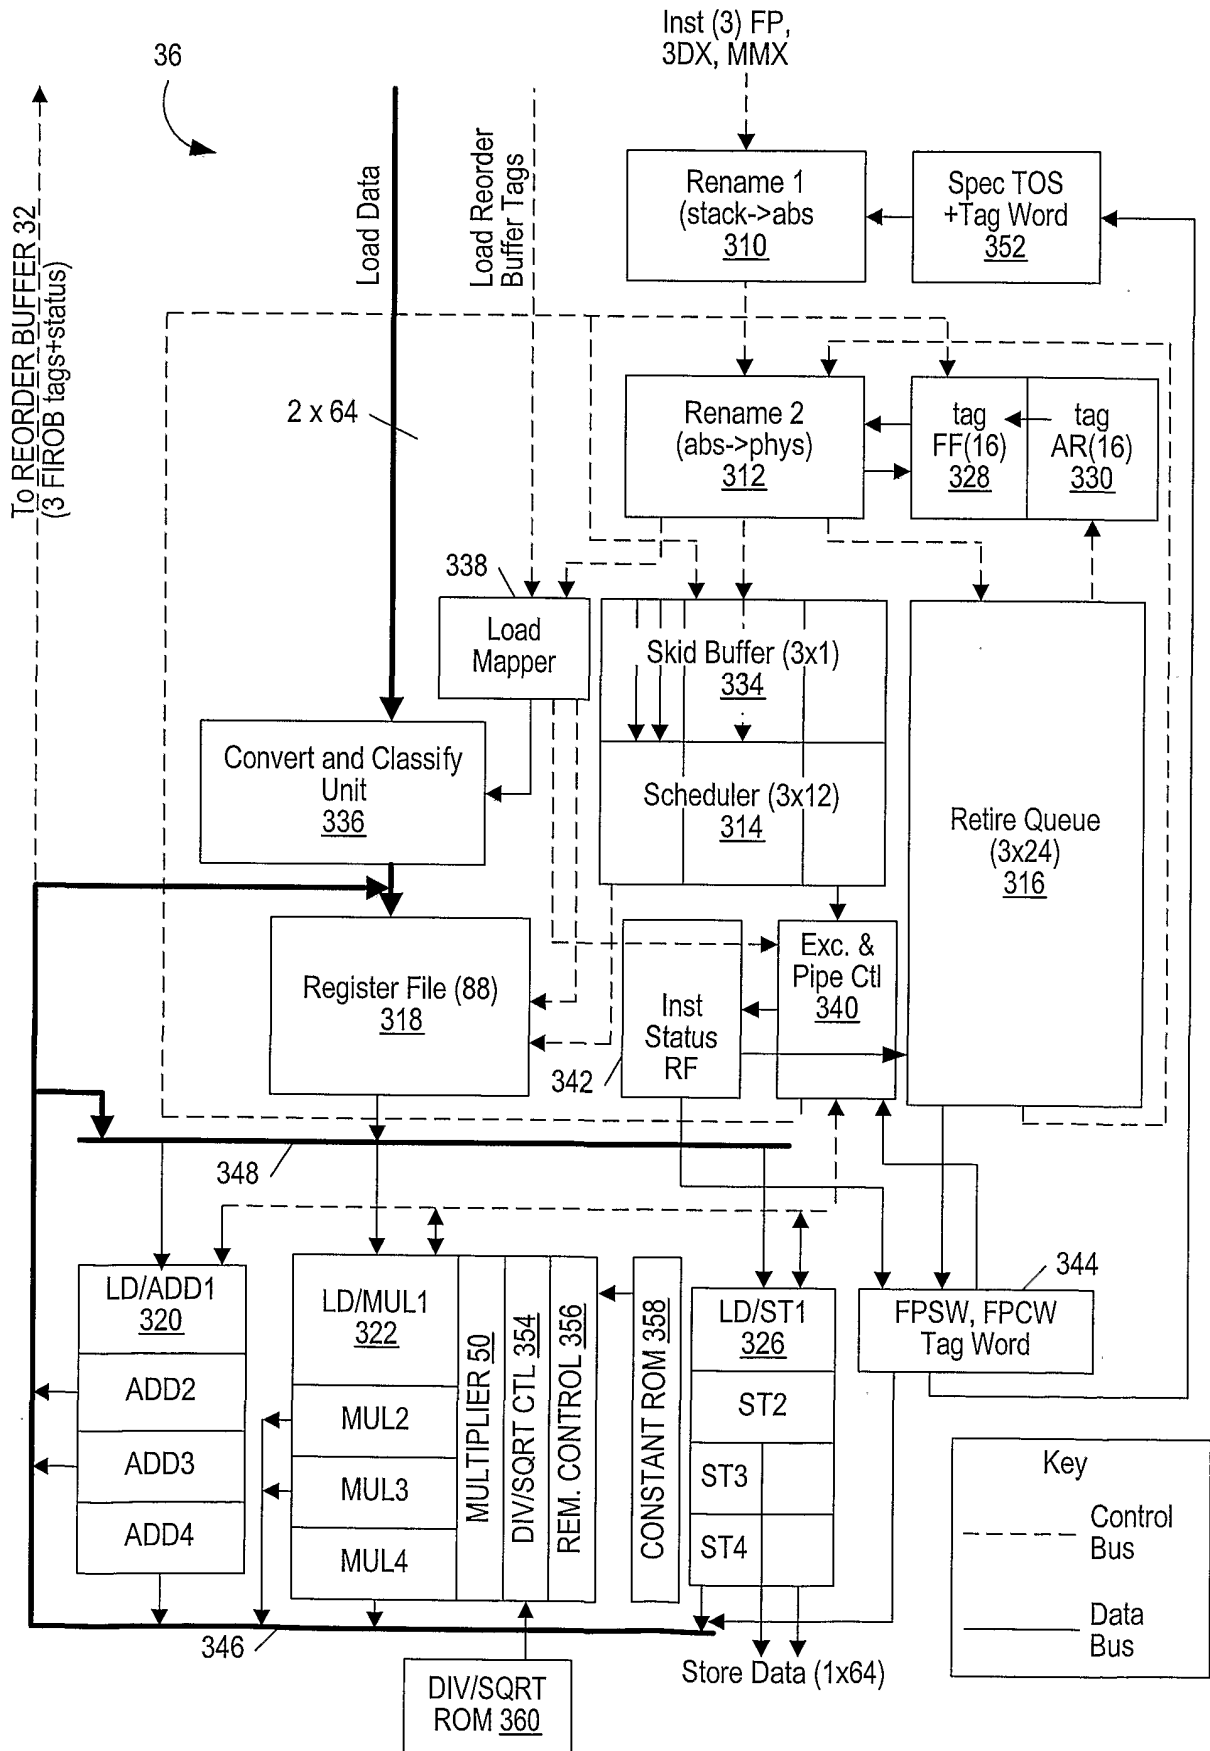 Inst (3) FP,
3DX, MMX
36
To REORDER BUFFER 32
(3 FIROB tags+status)
Load Data
Load Reorder
Buffer Tags
Rename 1
(stack->abs
310
Spec TOS
+Tag Word
352
2 x 64
Rename 2
(abs->phys)
312
tag
FF(16)
328
tag
AR(16)
330
338
Load
Mapper
Skid Buffer (3x1)
334
Convert and Classify
Unit
336
Scheduler (3x12)
314
Retire Queue
(3x24)
316
Register File (88)
318
Inst
Status
RF
342
Exc. &
Pipe Ctl
340
348
344
LD/ADD1
320
ADD2
ADD3
ADD4
LD/MUL1
322
MUL2
MUL3
MUL4
MULTIPLIER 50
DIV/SQRT CTL 354
REM. CONTROL 356
CONSTANT ROM 358
LD/ST1
326
ST2
ST3
ST4
FPSW, FPCW
Tag Word
Key
Control
Bus
Data
Bus
346
Store Data (1x64)
DIV/SQRT
ROM 360